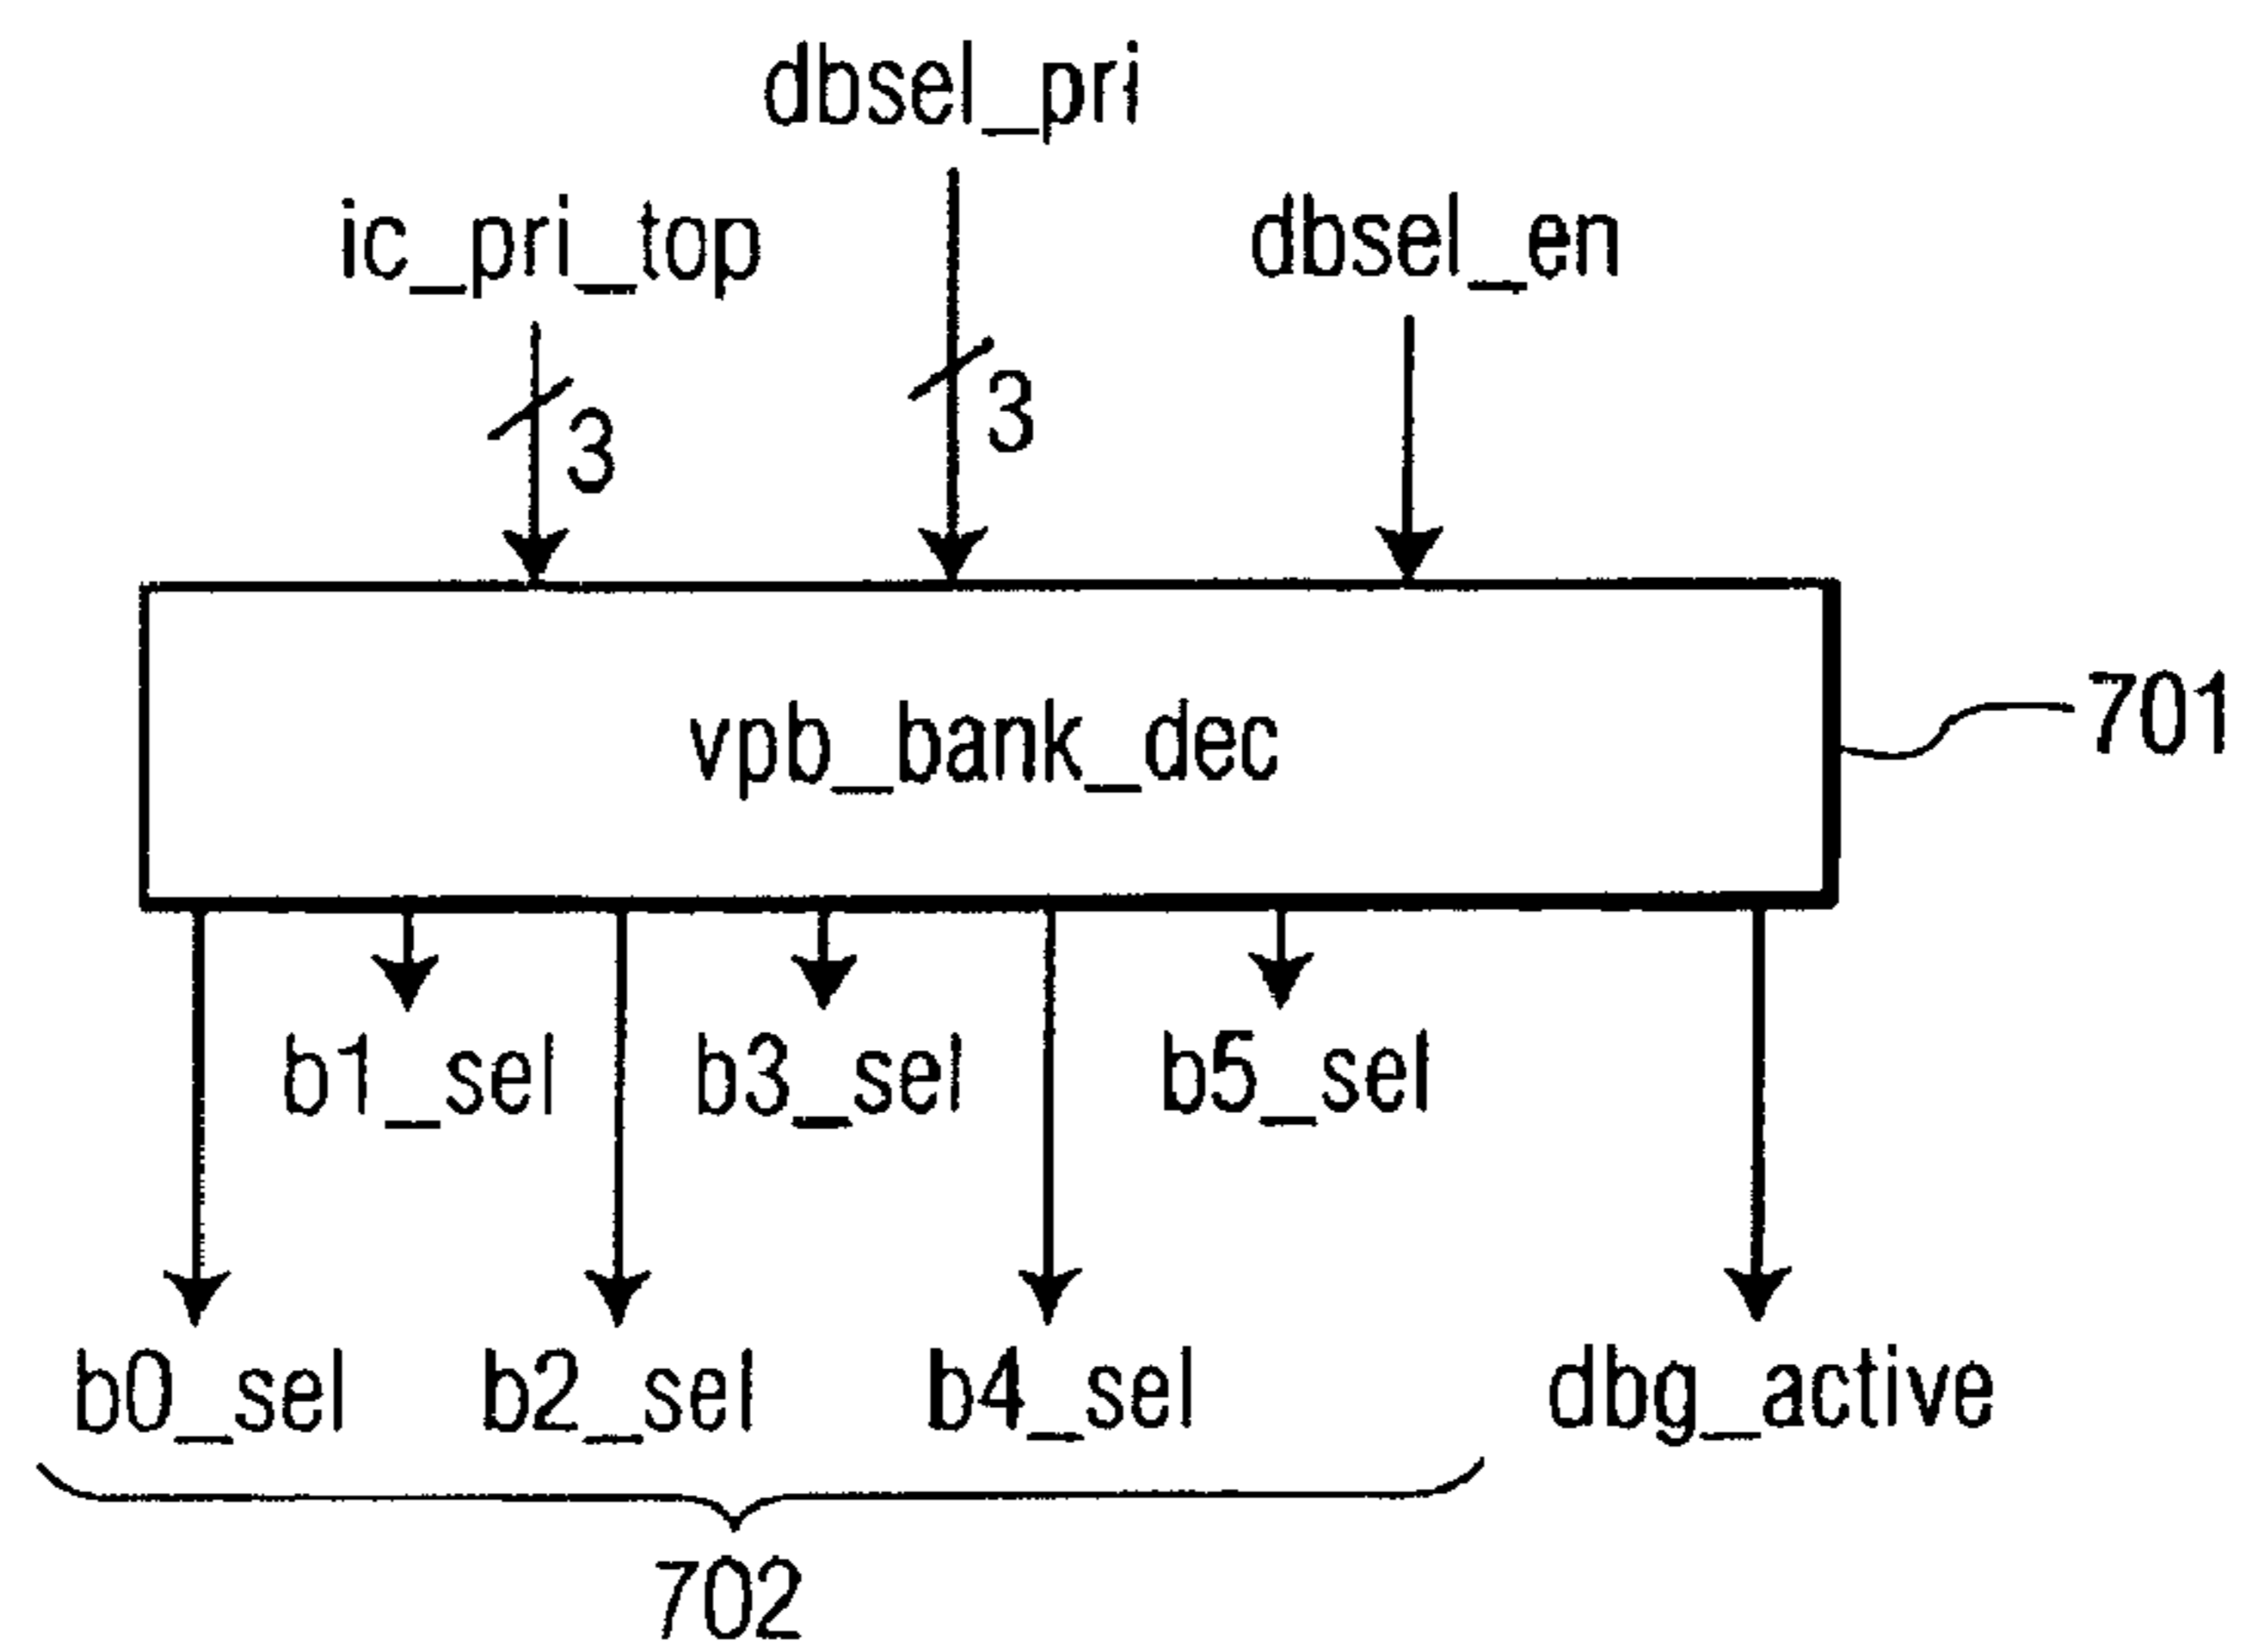 dbsel_pri
ic_pri_top
dbsel_en
3
3
vpb_bank_dec
701
b1_sel
b3_sel
b5_sel
b0_sel
b2_sel
b4_sel
dbg_active
702